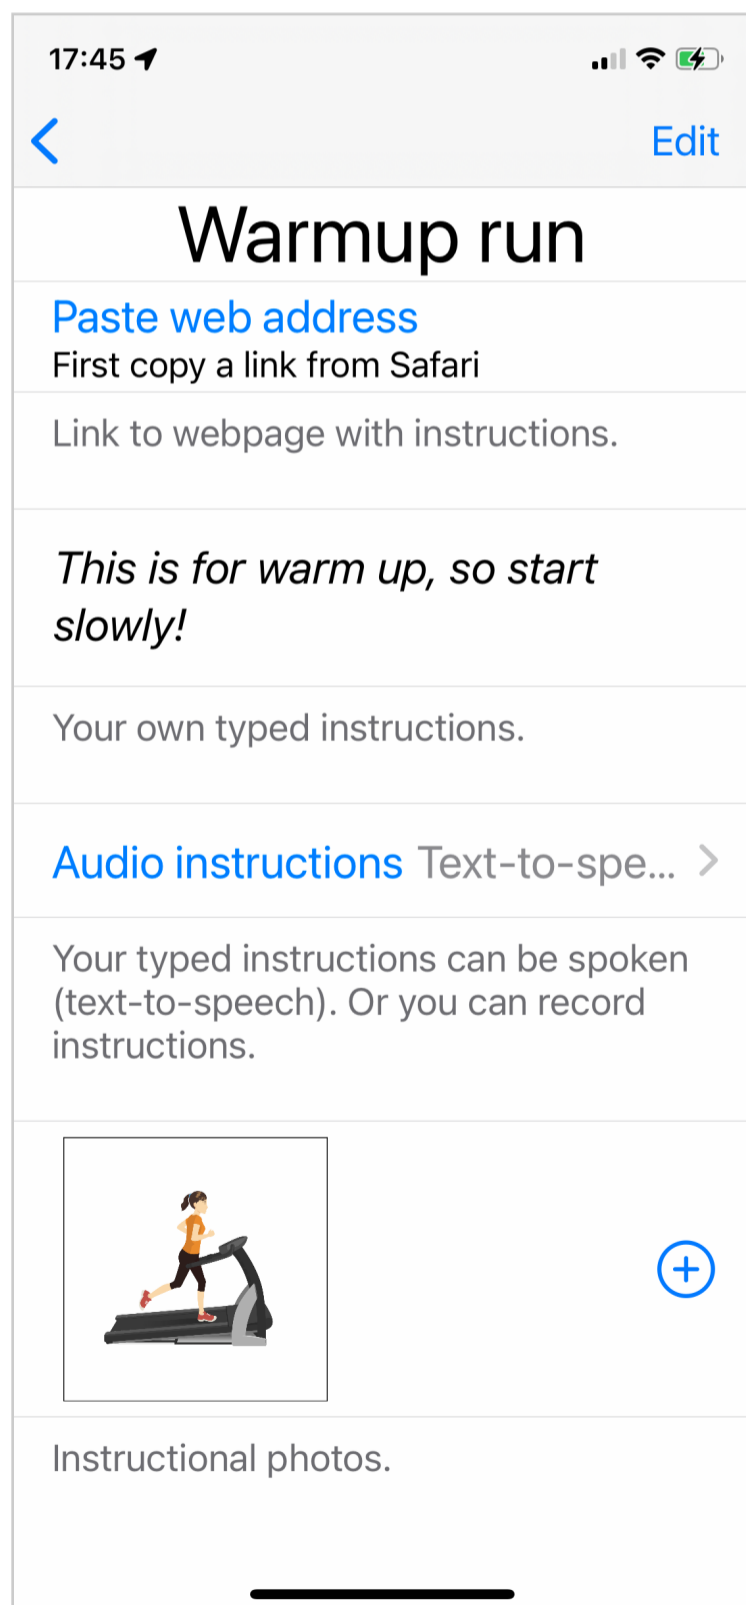 17:45
Edit
Warmup run
Paste web address
First copy a link from Safari
Link to webpage with instructions.
This is for warm up, so start
slowly!
Your own typed instructions.
Audio instructions Text-to-spe...
Your typed instructions can be spoken
(text-to-speech). Or you can record
instructions.
Instructional photos.